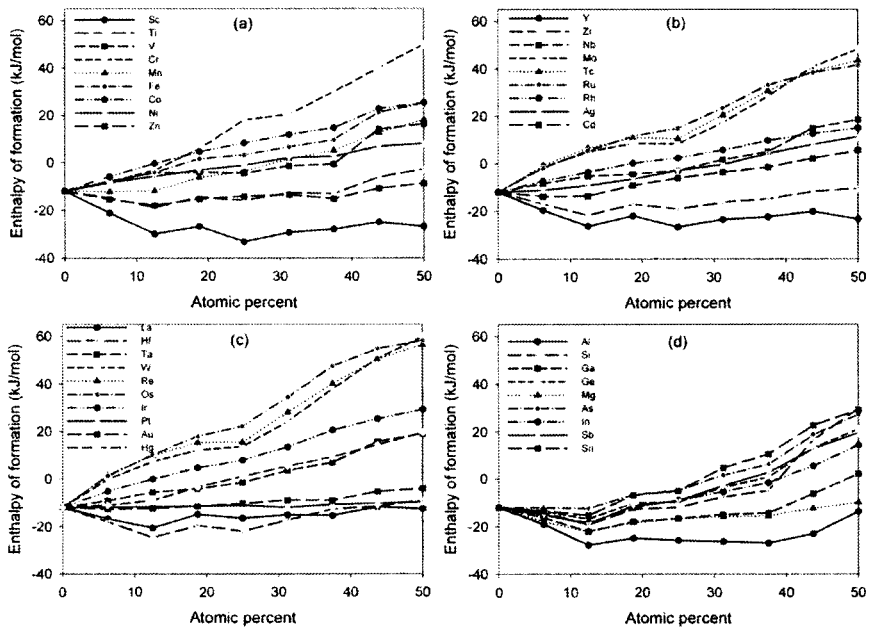 (a)
Sc
Ti
V
Cr
Mn
Fe
Co
Ni
Zn
60
40
20
0
-20
-40
Enthalpy of formation (kJ/mol)
0 10 20 30 40 50
Atomic percent
(b)
Y
Zr
Nb
Mo
Tc
Ru
Rh
Ag
Cd
60
40
20
0
-20
-40
Enthalpy of formation (kJ/mol)
0 10 20 30 40 50
Atomic percent
(c)
La
Hf
Ta
W
Re
Os
Ir
Pt
Au
Hg
60
40
20
0
-20
-40
Enthalpy of formation (kJ/mol)
0 10 20 30 40 50
Atomic percent
(d)
Al
Si
Ga
Ge
Mg
As
In
Sb
Sn
60
40
20
0
-20
-40
Enthalpy of formation (kJ/mol)
0 10 20 30 40 50
Atomic percent